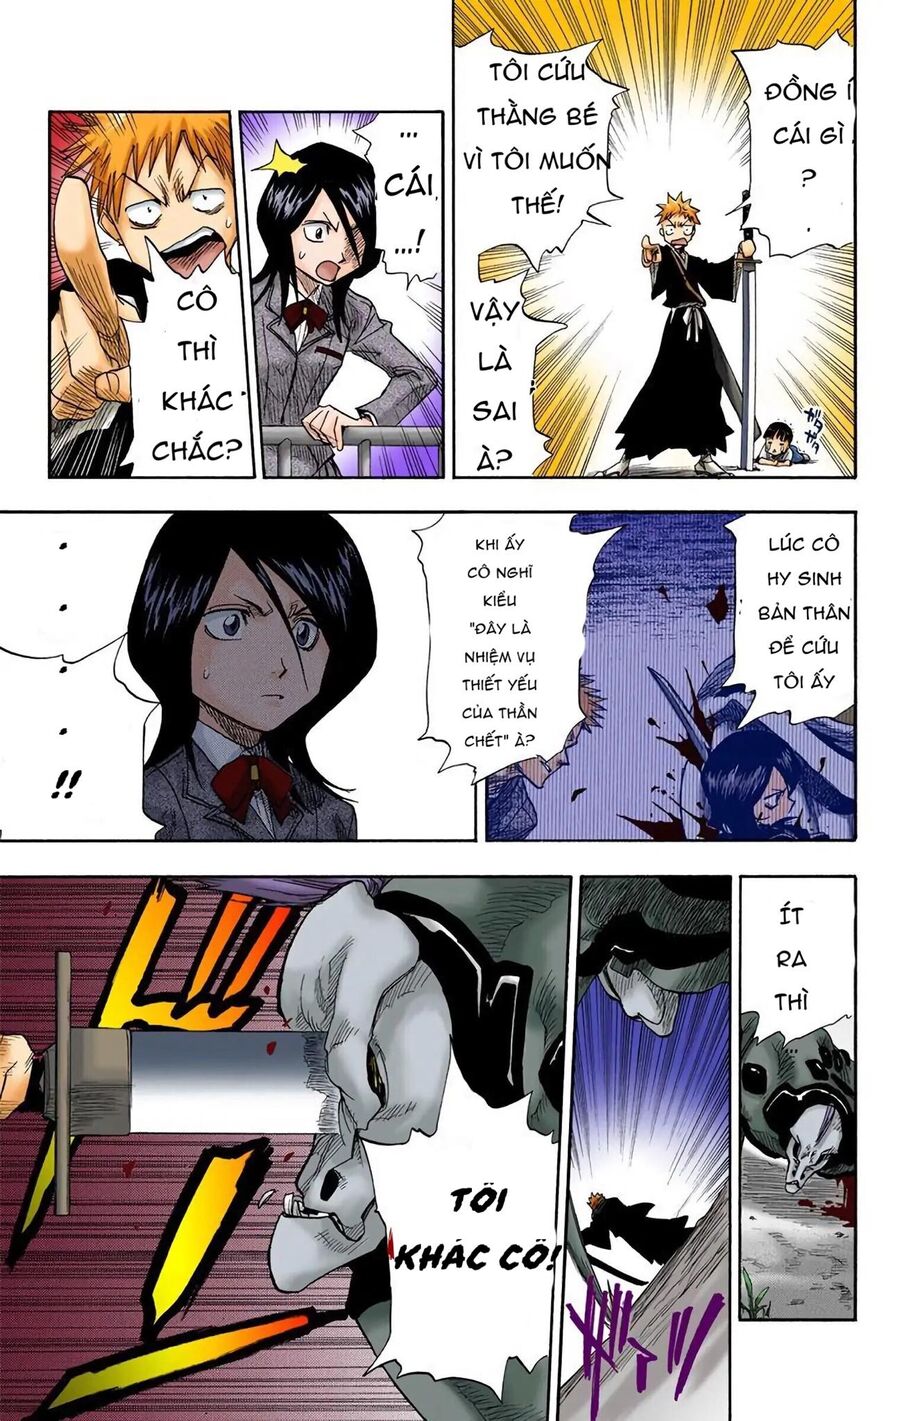 ĐỒNG Í
CÁI GÌ
?
TÔI CỨU
THẰNG BÉ
VÌ TÔI MUỐN
THẾ!
VẬY
LÀ
SAI
À?
...
CÁI
...!
CÔ
THÌ
KHÁC
CHẮC?
LÚC CÔ
HY SINH
BẢN THÂN
ĐỂ CỨU
TÔI ẤY
KHI ẤY
CÔ NGHĨ
KIỂU
"ĐÂY LÀ
NHIỆM VỤ
THIẾT YẾU
CỦA THẦN
CHẾT" À?
...
!!
ÍT
RA
THÌ
...
TÔI
KHÁC CÔ!